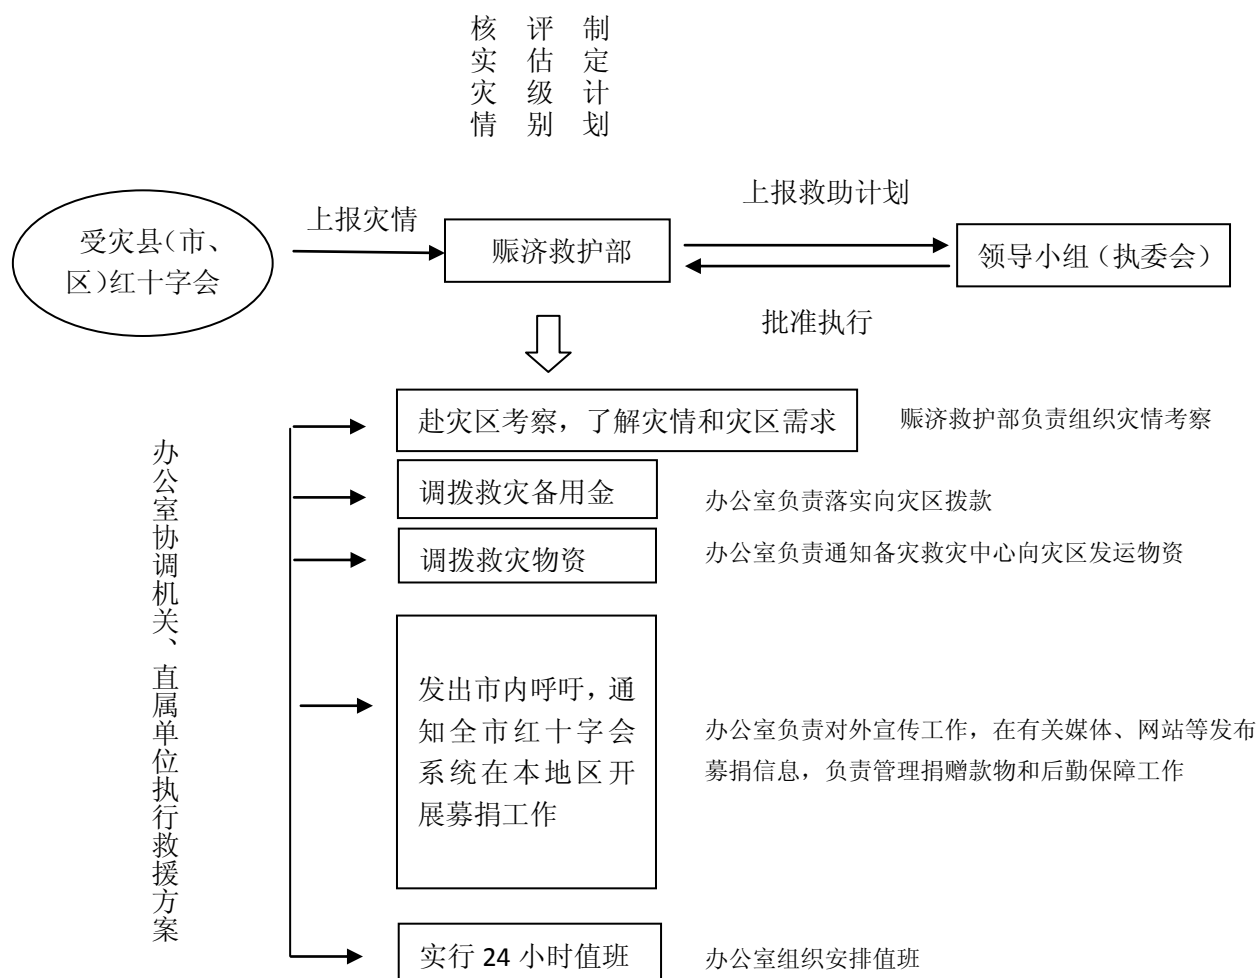 核实灾情
评估级别
制定计划
上报灾情
上报救助计划
受灾县（市、
区）红十字会
赈济救护部
领导小组（执委会）
批准执行
办公室协调机关、直属单位执行救援方案
赴灾区考察，了解灾情和灾区需求
赈济救护部负责组织灾情考察
调拨救灾备用金
办公室负责落实向灾区拨款
调拨救灾物资
办公室负责通知备灾救灾中心向灾区发运物资
发出市内呼吁，通
知全市红十字会
系统在本地区开
展募捐工作
办公室负责对外宣传工作，在有关媒体、网站等发布
募捐信息，负责管理捐赠款物和后勤保障工作
实行 24 小时值班
办公室组织安排值班